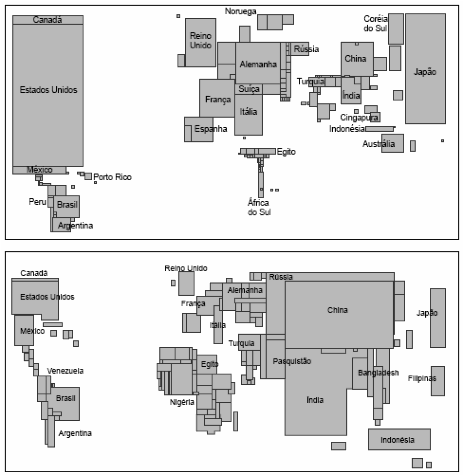 Canadá
Noruega
Reino
Unido
Coréia
do Sul
Rússia
Alemanha
China
Japão
Estados Unidos
Suíça
Turquia
França
Índia
Itália
Cingapura
Espanha
Indonésia
Austrália
Egito
México
Porto Rico
Peru
Brasil
África
do Sul
Argentina
Canadá
Reino Unido
Rússia
Estados Unidos
Alemanha
França
China
Japão
México
Itália
Turquia
Pasquistão
Egito
Venezuela
Bangladesh
Filipinas
Brasil
Nigéria
Índia
Argentina
Indonésia